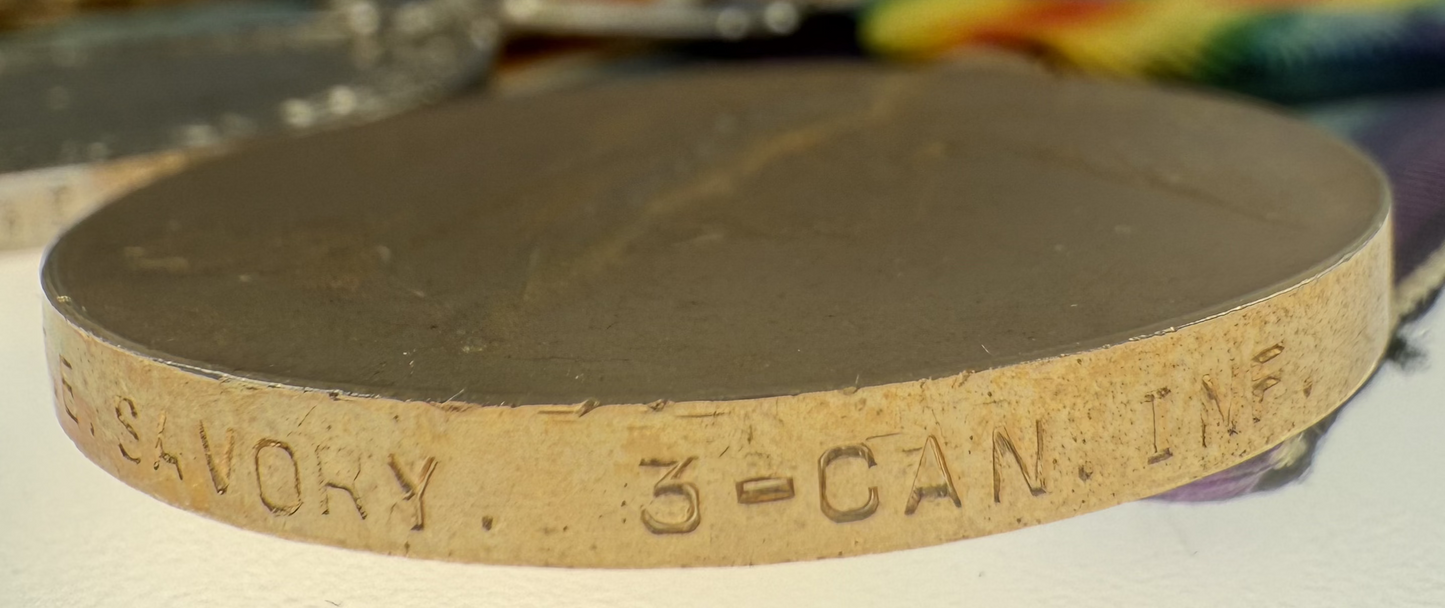 E. SAVORY. 3-CAN. INF.